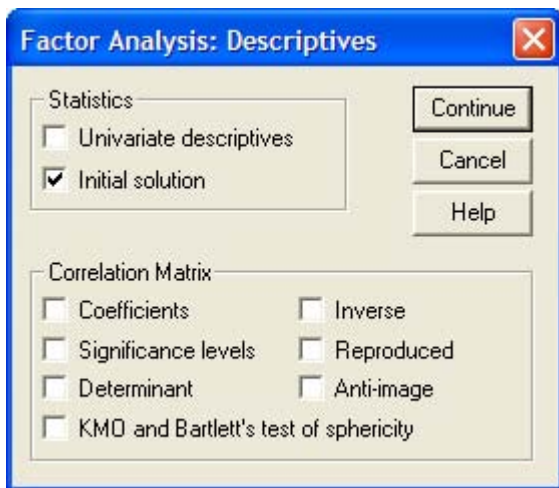 Factor Analysis: Descriptives
Statistics
Univariate descriptives
Initial solution
Continue
Cancel
Help
Correlation Matrix
Coefficients
Inverse
Significance levels
Reproduced
Determinant
Anti-image
KMO and Bartlett's test of sphericity